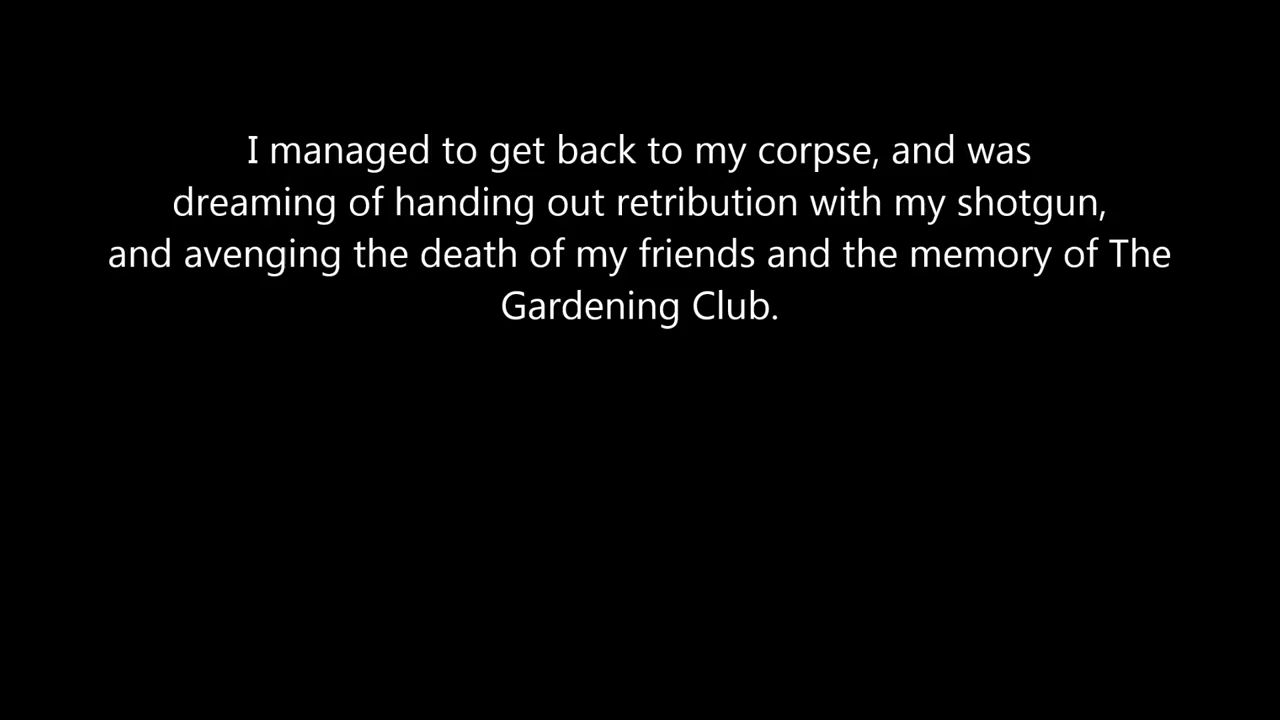 I managed to get back to my corpse, and was
dreaming of handing out retribution with my shotgun,
and avenging the death of my friends and the memory of The
Gardening Club.